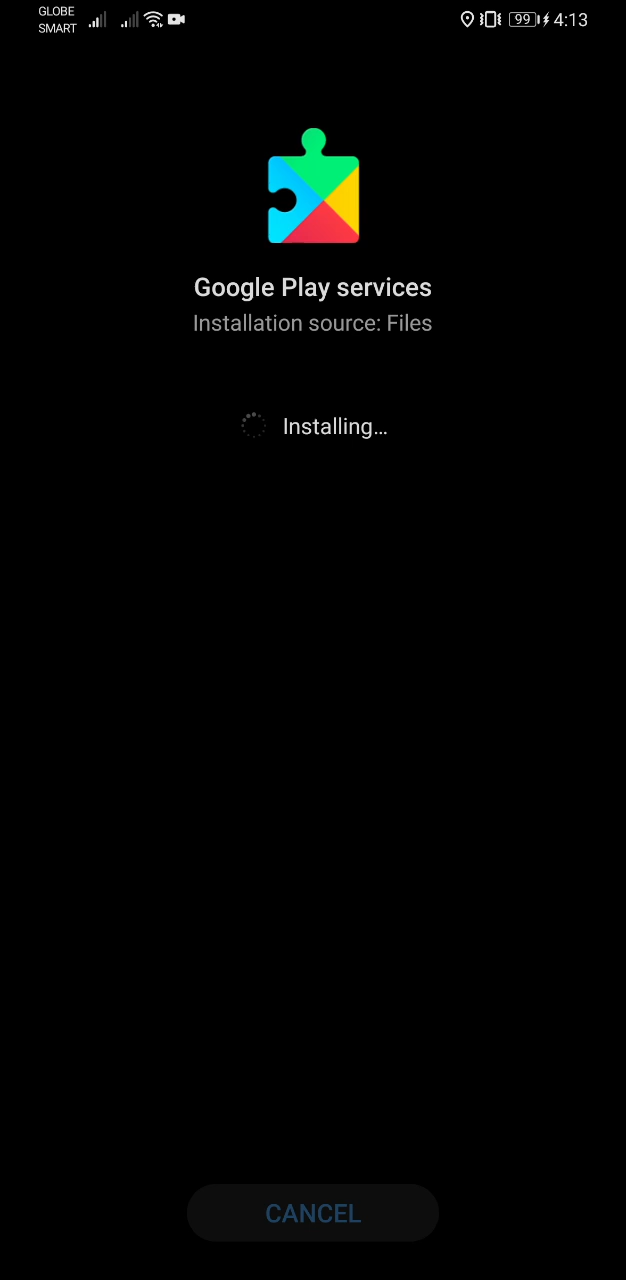 GLOBE
SMART
99
4:13
Google Play services
Installation source: Files
Installing...
CANCEL